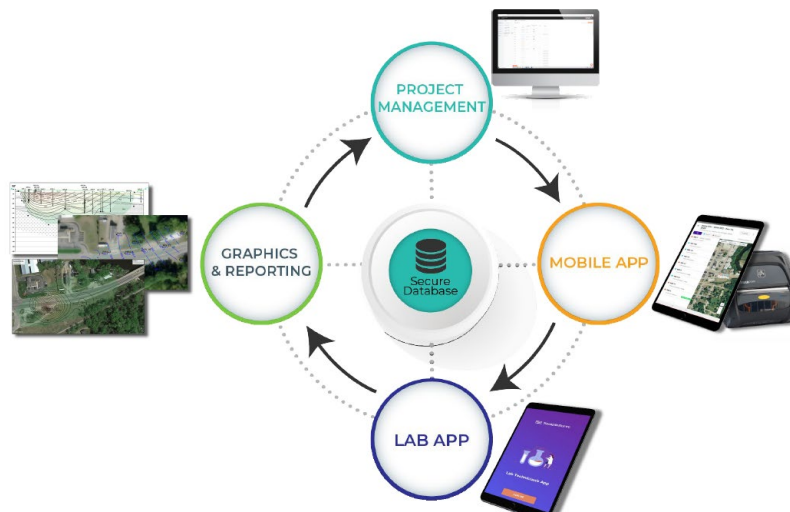 PROJECT
MANAGEMENT
GRAPHICS
& REPORTING
Secure
Database
MOBILE APP
LAB APP
Lab Technician App